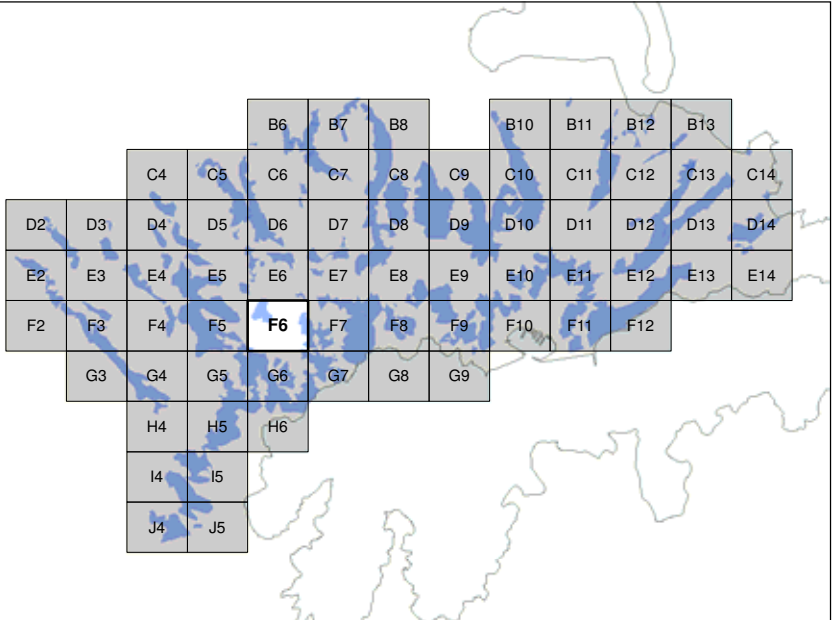 B6 B7 B8 B10 B11 B12 B13
C4 C5 C6 C7 C8 C9 C10 C11 C12 C13 C14
D2 D3 D4 D5 D6 D7 D8 D9 D10 D11 D12 D13 D14
E2 E3 E4 E5 E6 E7 E8 E9 E10 E11 E12 E13 E14
F2 F3 F4 F5 F6 F7 F8 F9 F10 F11 F12
G3 G4 G5 G6 G7 G8 G9
H4 H5 H6
I4 I5
J4 J5